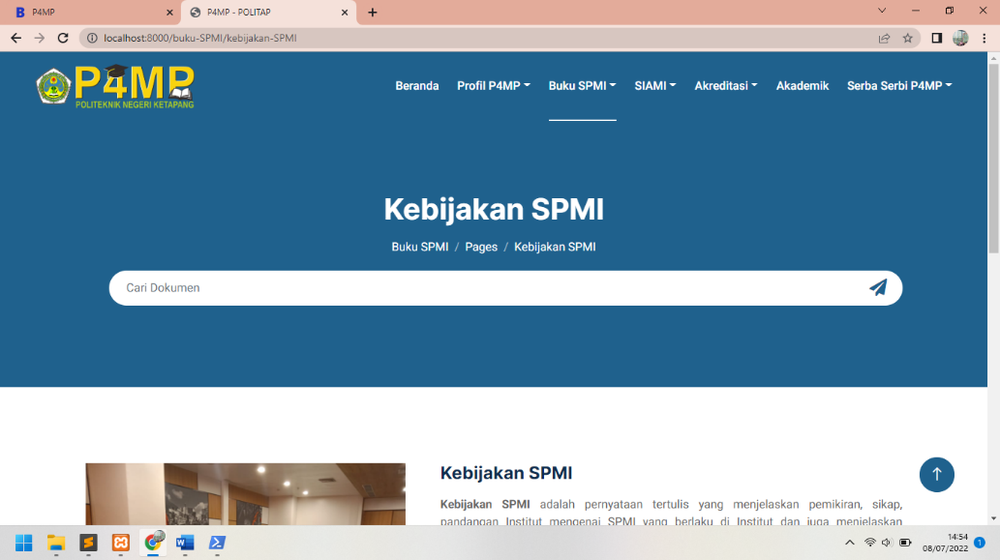 P4MP
P4MP - POLITAP
localhost:8000/buku-SPMI/kebijakan-SPMI
P4MP
POLITEKNIK NEGERI KETAPANG
Beranda Profil P4MP Buku SPMI SIAMI Akreditasi Akademik Serba Serbi P4MP
Kebijakan SPMI
Buku SPMI / Pages / Kebijakan SPMI
Cari Dokumen
Kebijakan SPMI
Kebijakan SPMI adalah pernyataan tertulis yang menjelaskan pemikiran, sikap,
pandangan Institut mengenai SPMI yang berlaku di Institut dan juga menjelaskan
14:54
08/07/2022
1